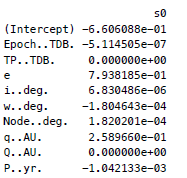 s0
(Intercept) -6.606088e-01
Epoch..TDB. -5.114505e-07
TP..TDB. 0.000000e+00
e 7.938185e-01
i..deg. 6.830486e-06
w..deg. -1.804643e-04
Node..deg. 1.820201e-04
q..AU. 2.589660e-01
Q..AU. 0.000000e+00
P..yr. -1.042133e-03